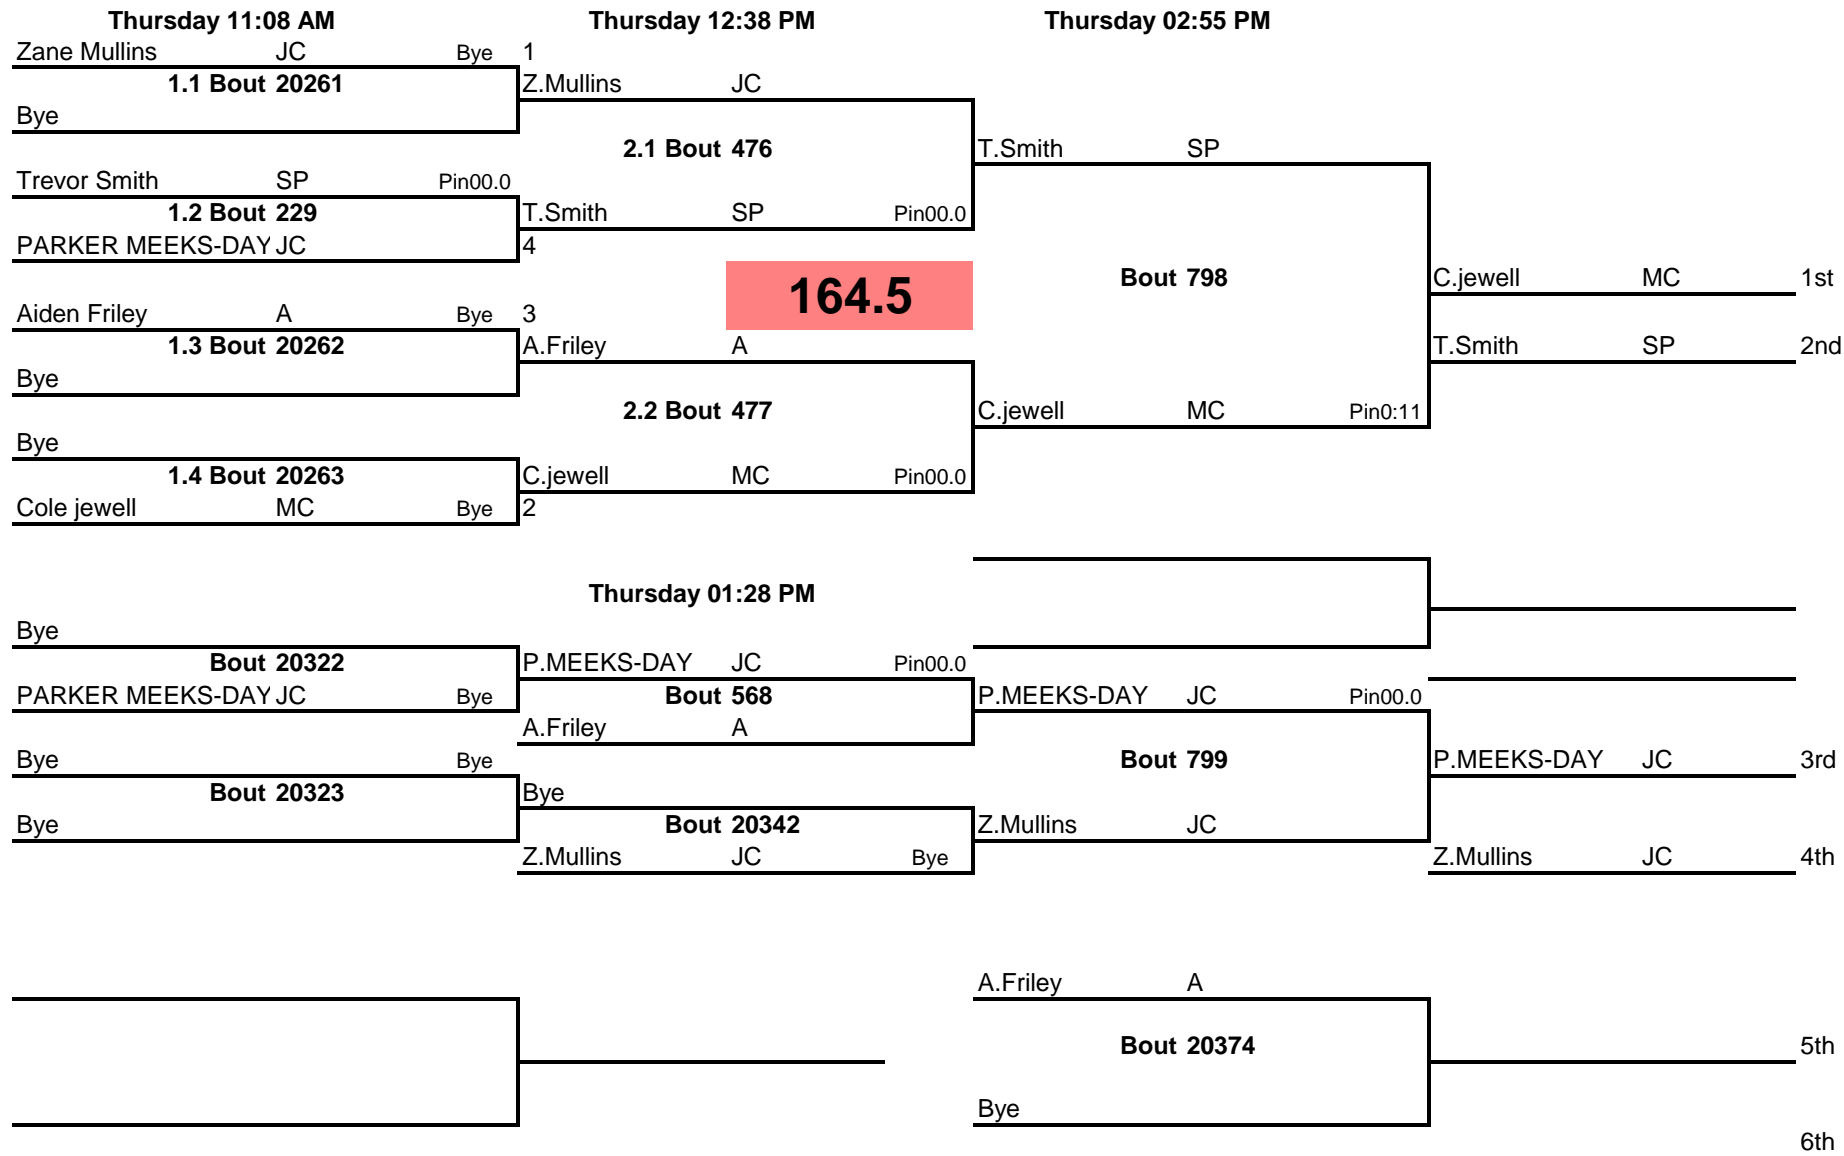 Thursday 11:08 AM Thursday 12:38 PM Thursday 02:55 PM
Zane Mullins JC Bye 1
1.1 Bout 20261 Z.Mullins JC
Bye
2.1 Bout 476 T.Smith SP
Trevor Smith SP Pin00.0
1.2 Bout 229 T.Smith SP Pin00.0
PARKER MEEKS-DAY JC 4
164.5 Bout 798 C.jewell MC 1st
Aiden Friley A Bye 3
1.3 Bout 20262 A.Friley A T.Smith SP 2nd
Bye
2.2 Bout 477 C.jewell MC Pin0:11
Bye
1.4 Bout 20263 C.jewell MC Pin00.0
Cole jewell MC Bye 2
Thursday 01:28 PM
Bye
Bout 20322 P.MEEKS-DAY JC Pin00.0
PARKER MEEKS-DAY JC Bye Bout 568 P.MEEKS-DAY JC Pin00.0
A.Friley A
Bye Bye Bout 799 P.MEEKS-DAY JC 3rd
Bout 20323 Bye
Bye Bout 20342 Z.Mullins JC
Z.Mullins JC Bye Z.Mullins JC 4th
A.Friley A
Bout 20374 5th
Bye
6th